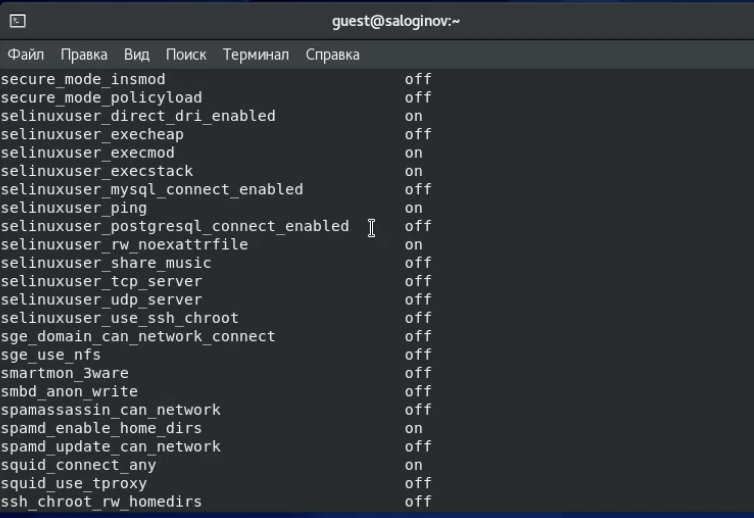 guest@saloginov:~
Файл Правка Вид Поиск Терминал Справка
secure_mode_insmod off
secure_mode_policyload off
selinuxuser_direct_dri_enabled on
selinuxuser_execheap off
selinuxuser_execmod on
selinuxuser_execstack on
selinuxuser_mysql_connect_enabled off
selinuxuser_ping on
selinuxuser_postgresql_connect_enabled off
selinuxuser_rw_noexattrfile on
selinuxuser_share_music off
selinuxuser_tcp_server off
selinuxuser_udp_server off
selinuxuser_use_ssh_chroot off
sge_domain_can_network_connect off
sge_use_nfs off
smartmon_3ware off
smbd_anon_write off
spamassassin_can_network off
spamd_enable_home_dirs on
spamd_update_can_network off
squid_connect_any on
squid_use_tproxy off
ssh_chroot_rw_homedirs off